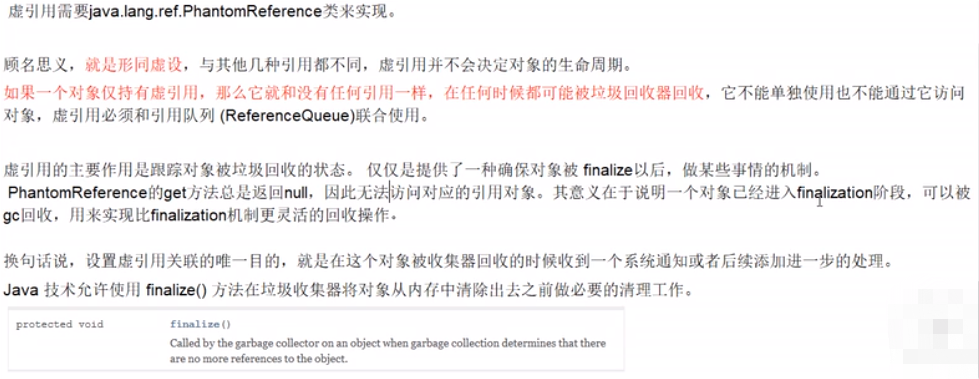 虚引用需要java.lang.ref.PhantomReference类来实现。
顾名思义，就是形同虚设，与其他几种引用都不同，虚引用并不会决定对象的生命周期。
如果一个对象仅持有虚引用，那么它就和没有任何引用一样，在任何时候都可能被垃圾回收器回收，它不能单独使用也不能通过它访问
对象，虚引用必须和引用队列 (ReferenceQueue)联合使用。
虚引用的主要作用是跟踪对象被垃圾回收的状态。 仅仅是提供了一种确保对象被 finalize以后，做某些事情的机制。
PhantomReference的get方法总是返回null，因此无法访问对应的引用对象。其意义在于说明一个对象已经进入finalization阶段，可以被
gc回收，用来实现比finalization机制更灵活的回收操作。
换句话说，设置虚引用关联的唯一目的，就是在这个对象被收集器回收的时候收到一个系统通知或者后续添加进一步的处理。
Java 技术允许使用 finalize() 方法在垃圾收集器将对象从内存中清除出去之前做必要的清理工作。
protected void finalize()
Called by the garbage collector on an object when garbage collection determines that there
are no more references to the object.